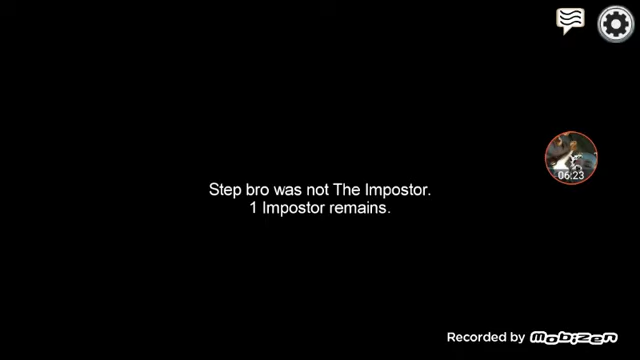 06:23
Step bro was not The Impostor.
1 Impostor remains.
Recorded by Mobizen